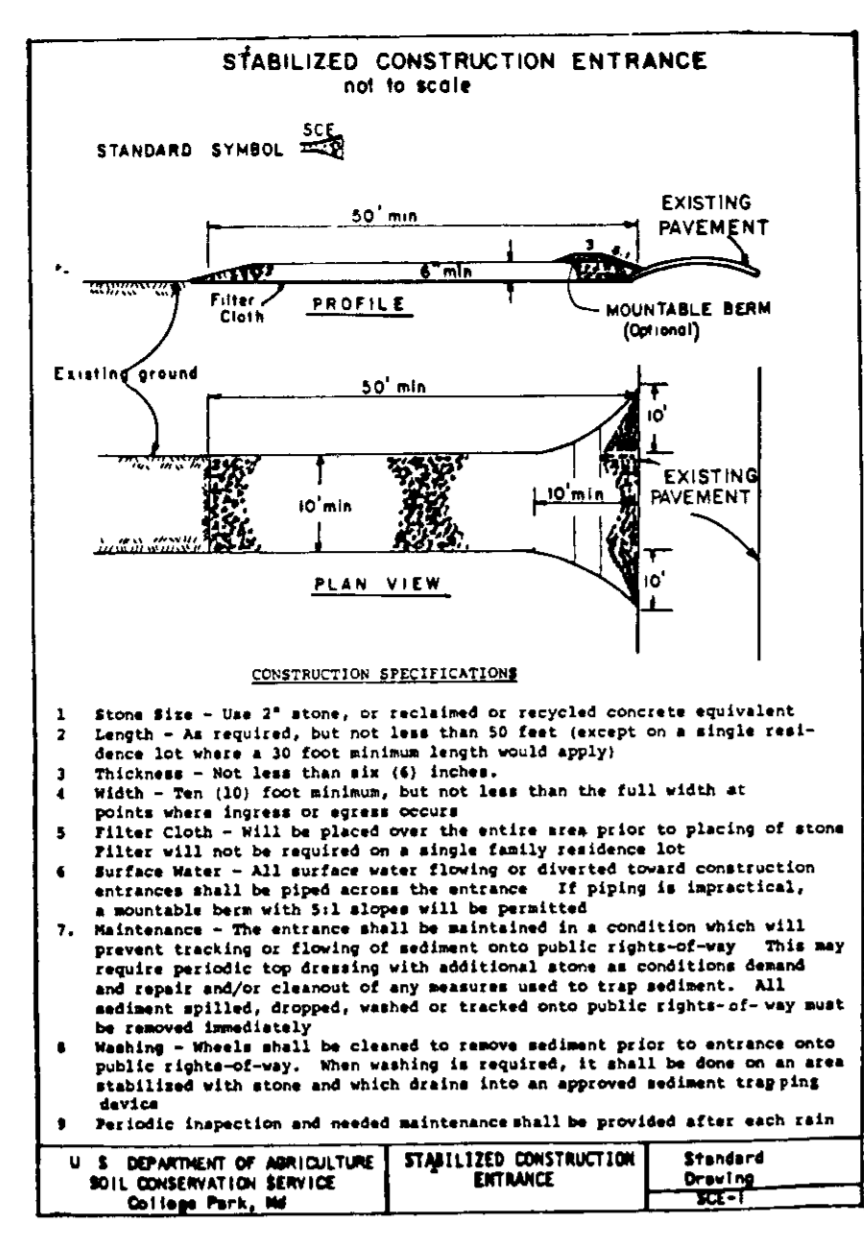 STABILIZED CONSTRUCTION ENTRANCE
not to scale
SCE
STANDARD SYMBOL
50' min
EXISTING
PAVEMENT
6" min
Filter
Cloth
PROFILE
MOUNTABLE BERM
(Optional)
Existing ground
50' min
10'
10' min
10' min
EXISTING
PAVEMENT
10'
PLAN VIEW
CONSTRUCTION SPECIFICATIONS
1 Stone Size - Use 2" stone, or reclaimed or recycled concrete equivalent
2 Length - As required, but not less than 50 feet (except on a single resi-
dence lot where a 30 foot minimum length would apply)
3 Thickness - Not less than six (6) inches.
4 Width - Ten (10) foot minimum, but not less than the full width at
points where ingress or egress occurs
5 Filter Cloth - Will be placed over the entire area prior to placing of stone
Filter will not be required on a single family residence lot
6 Surface Water - All surface water flowing or diverted toward construction
entrances shall be piped across the entrance If piping is impractical,
a mountable berm with 5:1 slopes will be permitted
7. Maintenance - The entrance shall be maintained in a condition which will
prevent tracking or flowing of sediment onto public rights-of-way This may
require periodic top dressing with additional stone as conditions demand
and repair and/or cleanout of any measures used to trap sediment. All
sediment spilled, dropped, washed or tracked onto public rights-of-way must
be removed immediately
8 Washing - Wheels shall be cleaned to remove sediment prior to entrance onto
public rights-of-way. When washing is required, it shall be done on an area
stabilized with stone and which drains into an approved sediment trapping
device
9 Periodic inspection and needed maintenance shall be provided after each rain
U S DEPARTMENT OF AGRICULTURE
SOIL CONSERVATION SERVICE
College Park, Md
STABILIZED CONSTRUCTION
ENTRANCE
Standard
Drawing
SCE-1